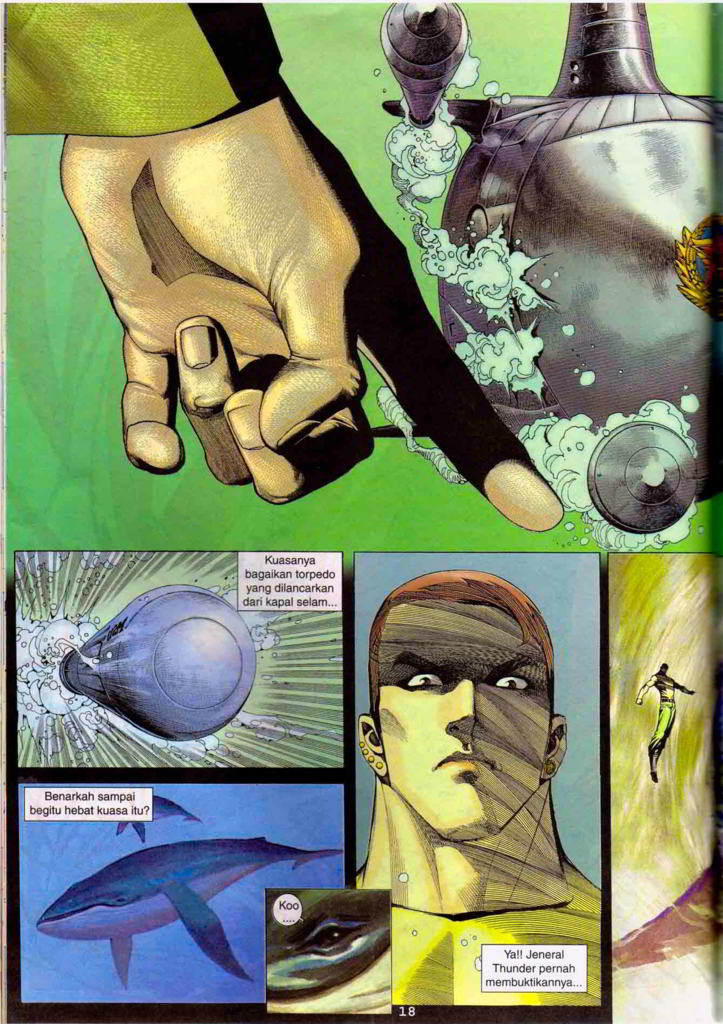 Kuasanya
bagaikan torpedo
yang dilancarkan
dari kapal selam...
Benarkah sampai
begitu hebat kuasa itu?
Koo
....
Ya!! Jeneral
Thunder pernah
membuktikannya...
18